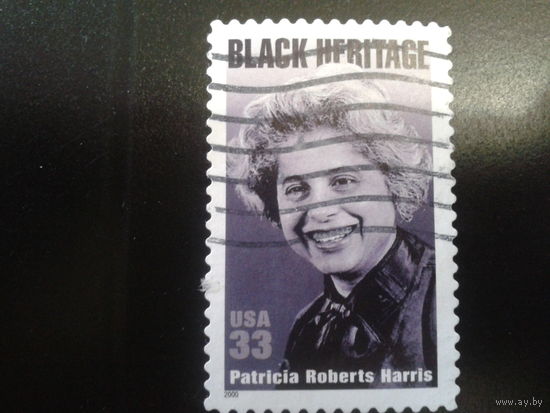 BLACK HERITAGE
USA
33
Patricia Roberts Harris
2000
www.ay.by